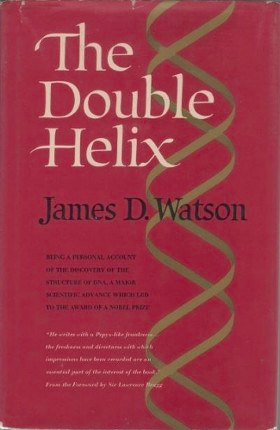 The
Double
Helix
James D. Watson
BEING A PERSONAL ACCOUNT
OF THE DISCOVERY OF THE
STRUCTURE OF DNA, A MAJOR
SCIENTIFIC ADVANCE WHICH LED
TO THE AWARD OF A NOBEL PRIZE
"He writes with a Pepys-like frankness...
the freshness and directness with which
impressions have been recorded are an
essential part of the interest of the book."
From the Foreword by Sir Lawrence Bragg